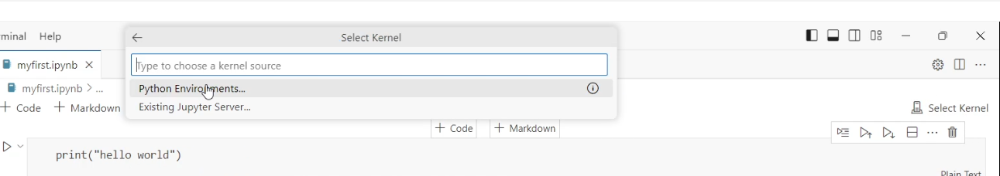 minal Help
Select Kernel
myfirst.ipynb
Type to choose a kernel source
myfirst.ipynb > ...
Python Environments...
Existing Jupyter Server...
+ Code + Markdown
Select Kernel
+ Code + Markdown
print("hello world")
Plain Text